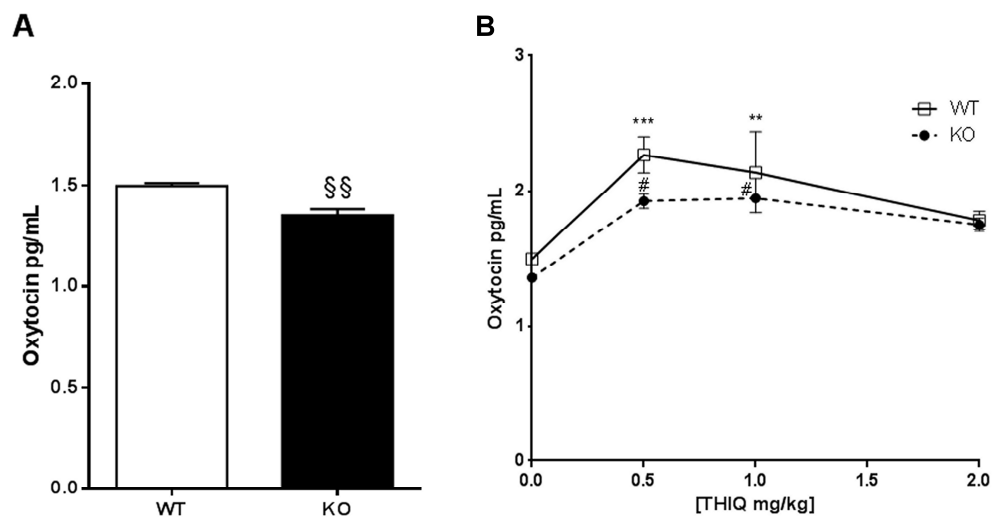 A
Oxytocin pg/mL
2.0
1.5
1.0
0.5
0.0
§§
WT
KO
B
Oxytocin pg/mL
3
2
1
0
***
**
#
#
WT
KO
0.0
0.5
1.0
1.5
2.0
[THIQ mg/kg]